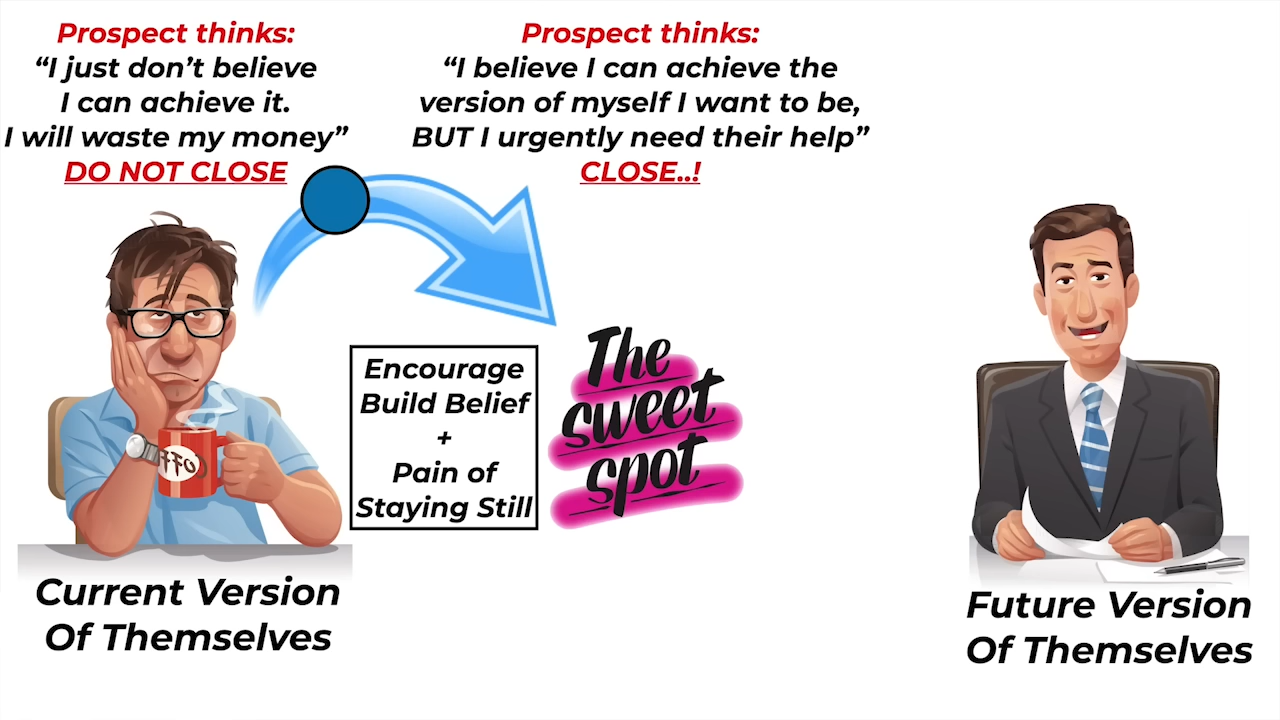 Prospect thinks:
“I just don’t believe
I can achieve it.
I will waste my money”
DO NOT CLOSE
Prospect thinks:
“I believe I can achieve the
version of myself I want to be,
BUT I urgently need their help”
CLOSE..!
Encourage
Build Belief
+
Pain of
Staying Still
The
sweet
spot
Current Version
Of Themselves
Future Version
Of Themselves